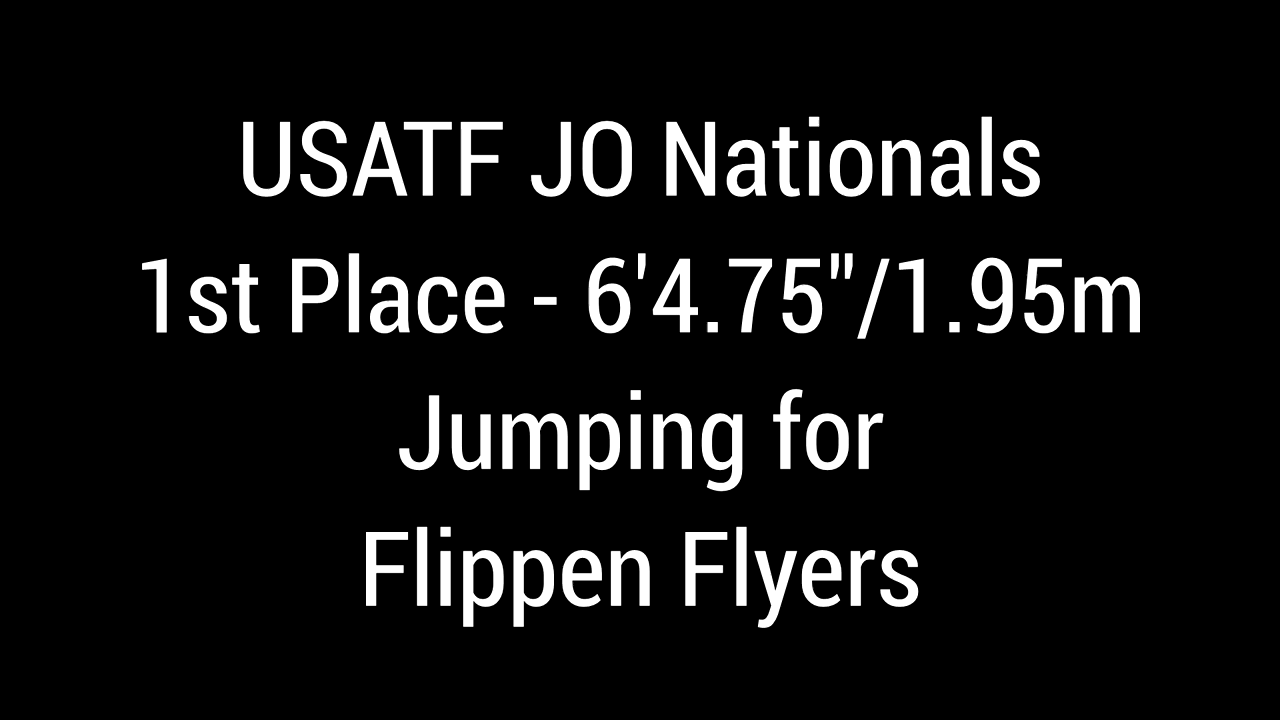 USATF JO Nationals
1st Place - 6'4.75"/1.95m
Jumping for
Flippen Flyers